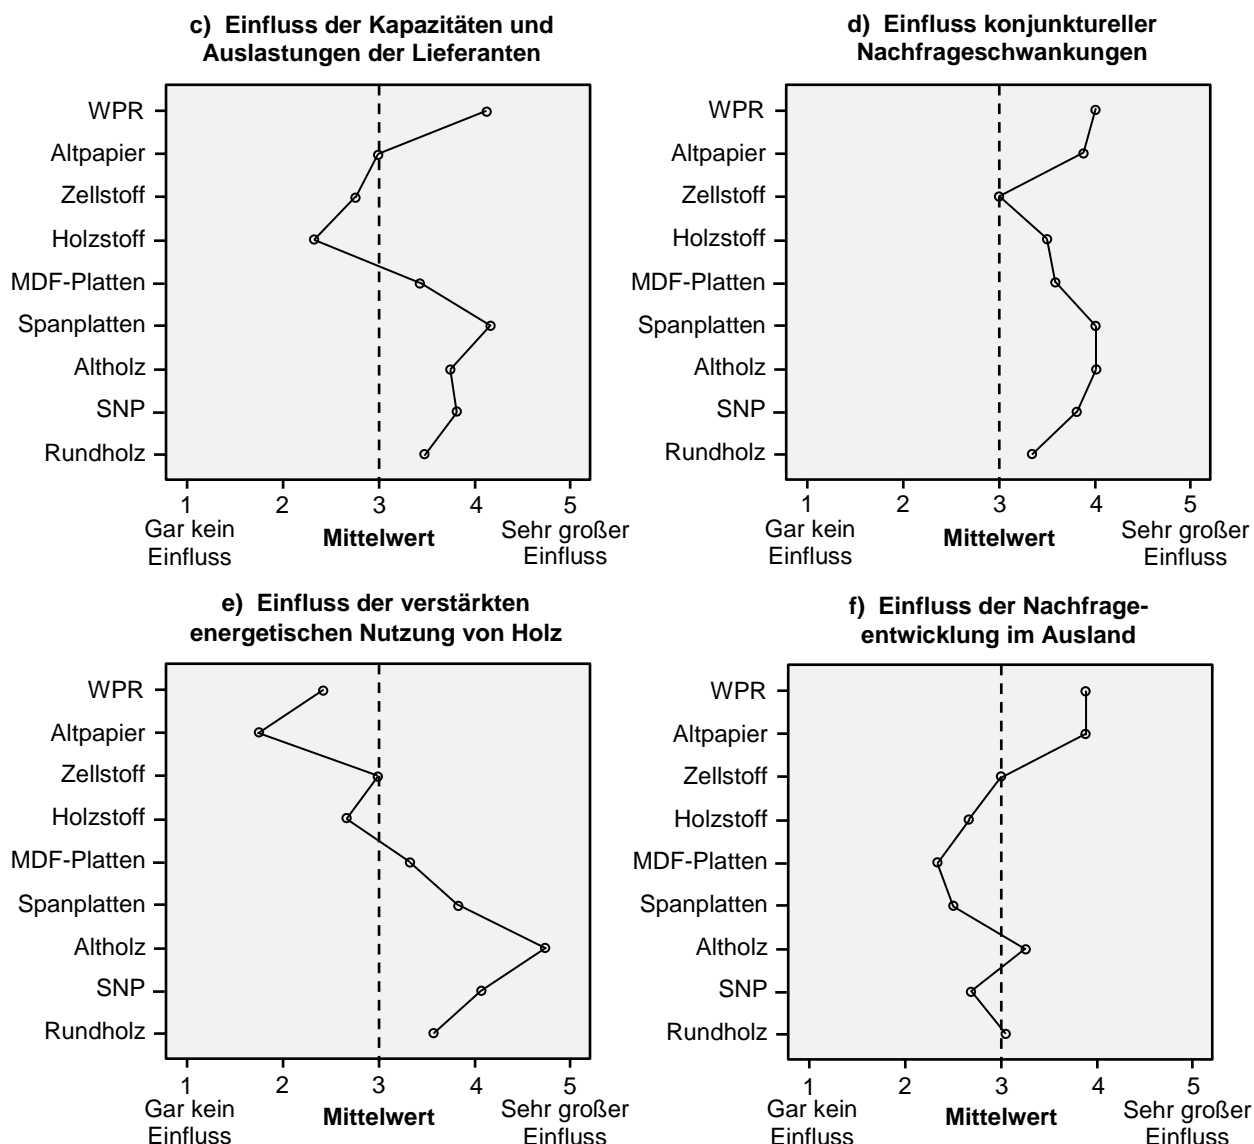 c) Einfluss der Kapazitäten und
Auslastungen der Lieferanten
WPR
Altpapier
Zellstoff
Holzstoff
MDF-Platten
Spanplatten
Altholz
SNP
Rundholz
1 2 3 4 5
Gar kein
Einfluss
Mittelwert
Sehr großer
Einfluss
d) Einfluss konjunktureller
Nachfrageschwankungen
WPR
Altpapier
Zellstoff
Holzstoff
MDF-Platten
Spanplatten
Altholz
SNP
Rundholz
1 2 3 4 5
Gar kein
Einfluss
Mittelwert
Sehr großer
Einfluss
e) Einfluss der verstärkten
energetischen Nutzung von Holz
WPR
Altpapier
Zellstoff
Holzstoff
MDF-Platten
Spanplatten
Altholz
SNP
Rundholz
1 2 3 4 5
Gar kein
Einfluss
Mittelwert
Sehr großer
Einfluss
f) Einfluss der Nachfrage-
entwicklung im Ausland
WPR
Altpapier
Zellstoff
Holzstoff
MDF-Platten
Spanplatten
Altholz
SNP
Rundholz
1 2 3 4 5
Gar kein
Einfluss
Mittelwert
Sehr großer
Einfluss